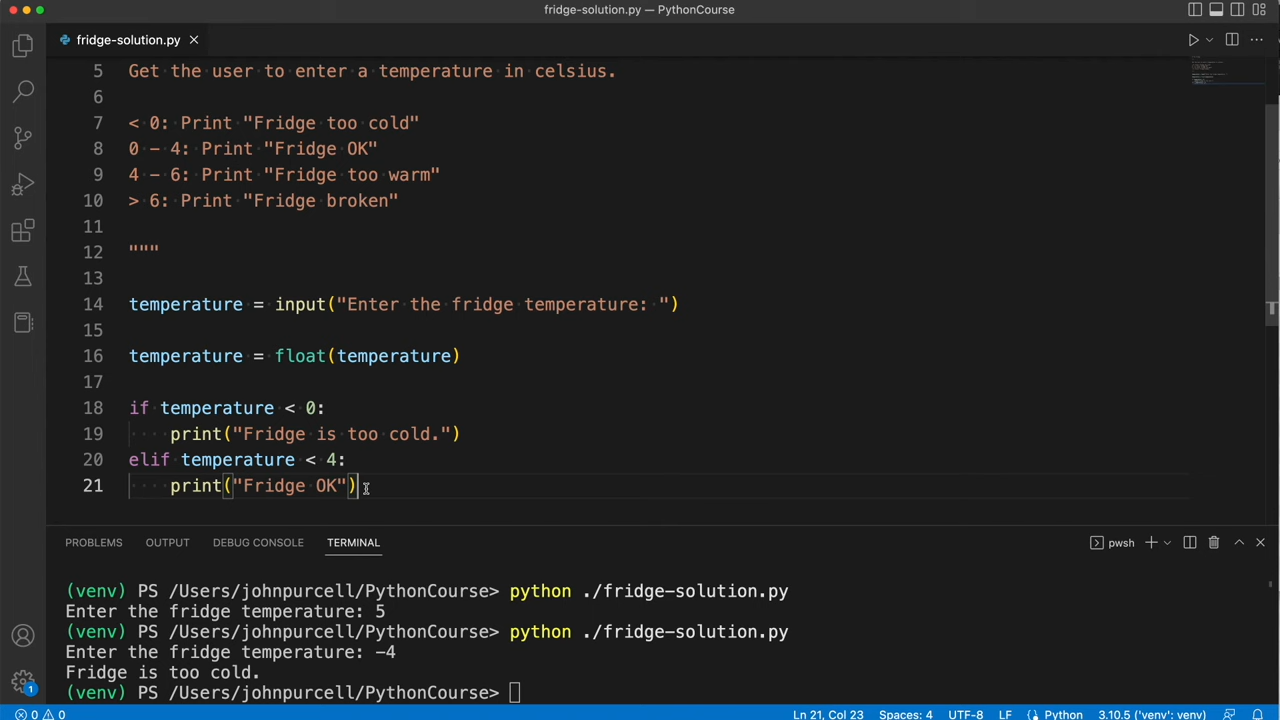 fridge-solution.py — PythonCourse
fridge-solution.py
5 Get the user to enter a temperature in celsius.
6
7 < 0: Print "Fridge too cold"
8 0 - 4: Print "Fridge OK"
9 4 - 6: Print "Fridge too warm"
10 > 6: Print "Fridge broken"
11
12 """
13
14 temperature = input("Enter the fridge temperature: ")
15
16 temperature = float(temperature)
17
18 if temperature < 0:
19     print("Fridge is too cold.")
20 elif temperature < 4:
21     print("Fridge OK")
PROBLEMS OUTPUT DEBUG CONSOLE TERMINAL pwsh
(venv) PS /Users/johnpurcell/PythonCourse> python ./fridge-solution.py
Enter the fridge temperature: 5
(venv) PS /Users/johnpurcell/PythonCourse> python ./fridge-solution.py
Enter the fridge temperature: -4
Fridge is too cold.
(venv) PS /Users/johnpurcell/PythonCourse>
1
0 0 Ln 21, Col 23 Spaces: 4 UTF-8 LF Python 3.10.5 ('venv': venv)